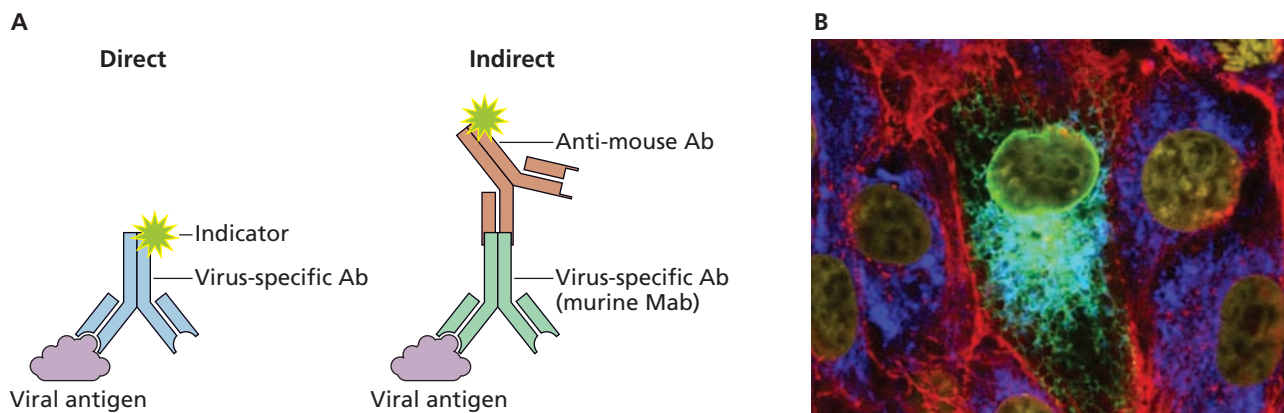 A
Direct
Indicator
Virus-specific Ab
Viral antigen
Indirect
Anti-mouse Ab
Virus-specific Ab
(murine Mab)
Viral antigen
B